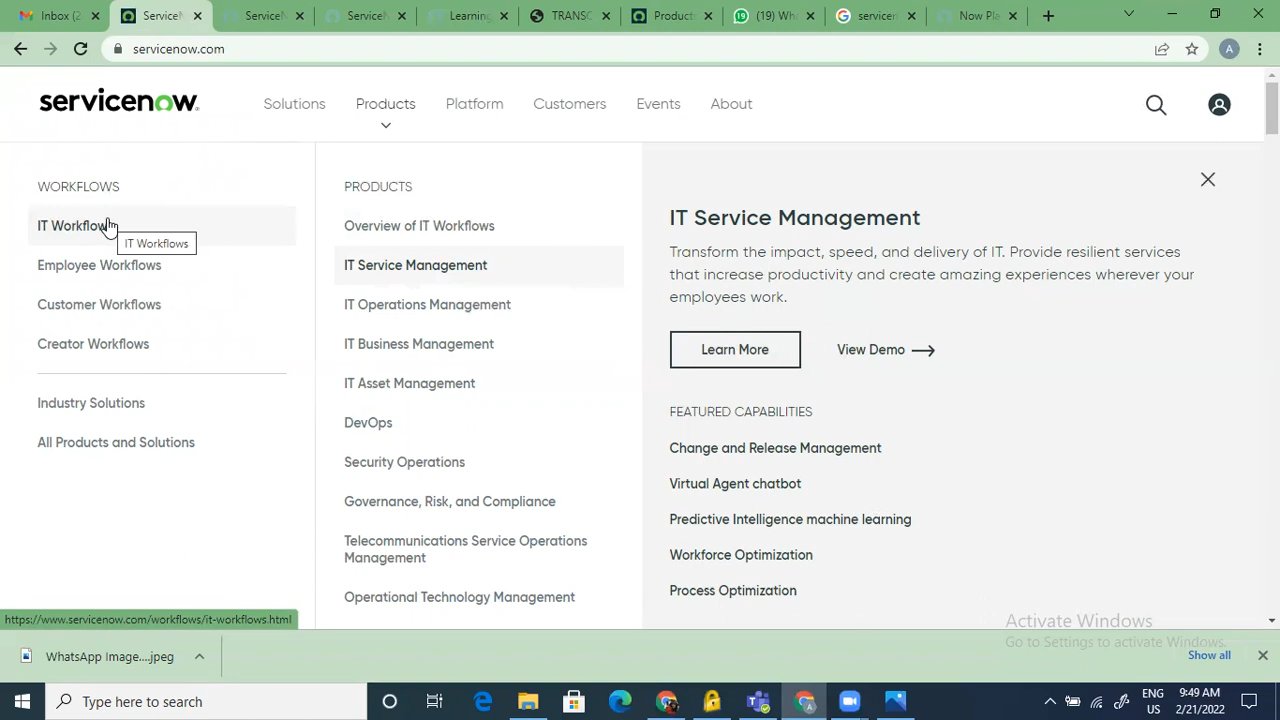 Inbox (2
ServiceN
ServiceN
ServiceN
Learning
TRANSC
Products
(19) Wha
servicen
Now Pla
servicenow.com
A
servicenow
Solutions
Products
Platform
Customers
Events
About
WORKFLOWS
IT Workflow
IT Workflows
Employee Workflows
Customer Workflows
Creator Workflows
Industry Solutions
All Products and Solutions
PRODUCTS
Overview of IT Workflows
IT Service Management
IT Operations Management
IT Business Management
IT Asset Management
DevOps
Security Operations
Governance, Risk, and Compliance
Telecommunications Service Operations
Management
Operational Technology Management
IT Service Management
Transform the impact, speed, and delivery of IT. Provide resilient services
that increase productivity and create amazing experiences wherever your
employees work.
Learn More
View Demo
FEATURED CAPABILITIES
Change and Release Management
Virtual Agent chatbot
Predictive Intelligence machine learning
Workforce Optimization
Process Optimization
Activate Windows
Go to Settings to activate Windows.
https://www.servicenow.com/workflows/it-workflows.html
WhatsApp Image....jpeg
Show all
Type here to search
ENG
US
9:49 AM
2/21/2022